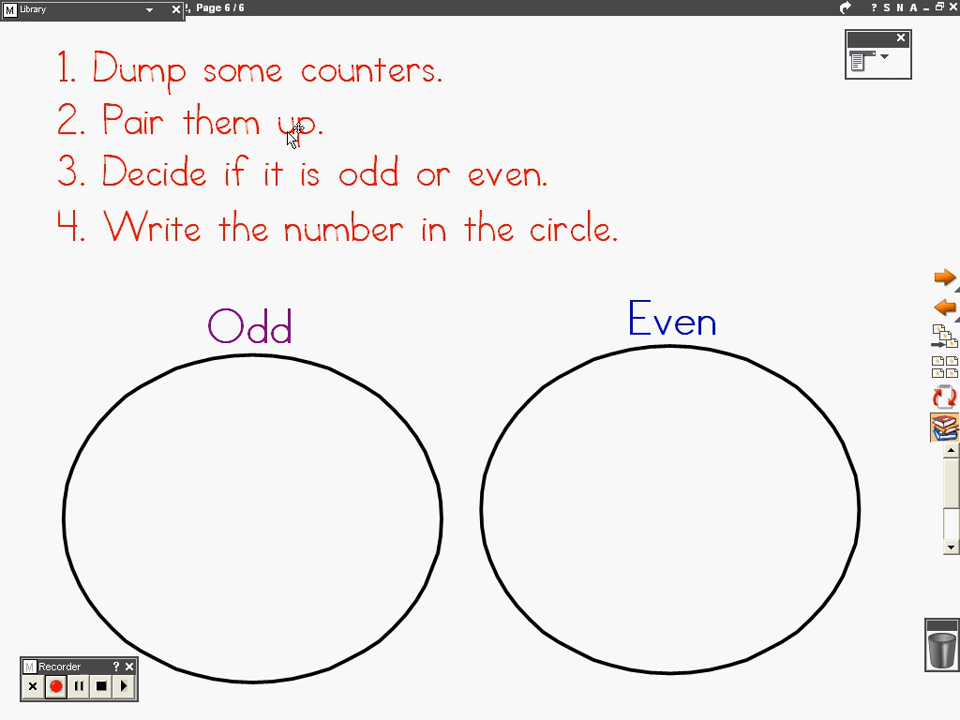 M Library
!, Page 6 / 6
? S N A
1. Dump some counters.
2. Pair them up.
3. Decide if it is odd or even.
4. Write the number in the circle.
Odd
Even
M Recorder ?